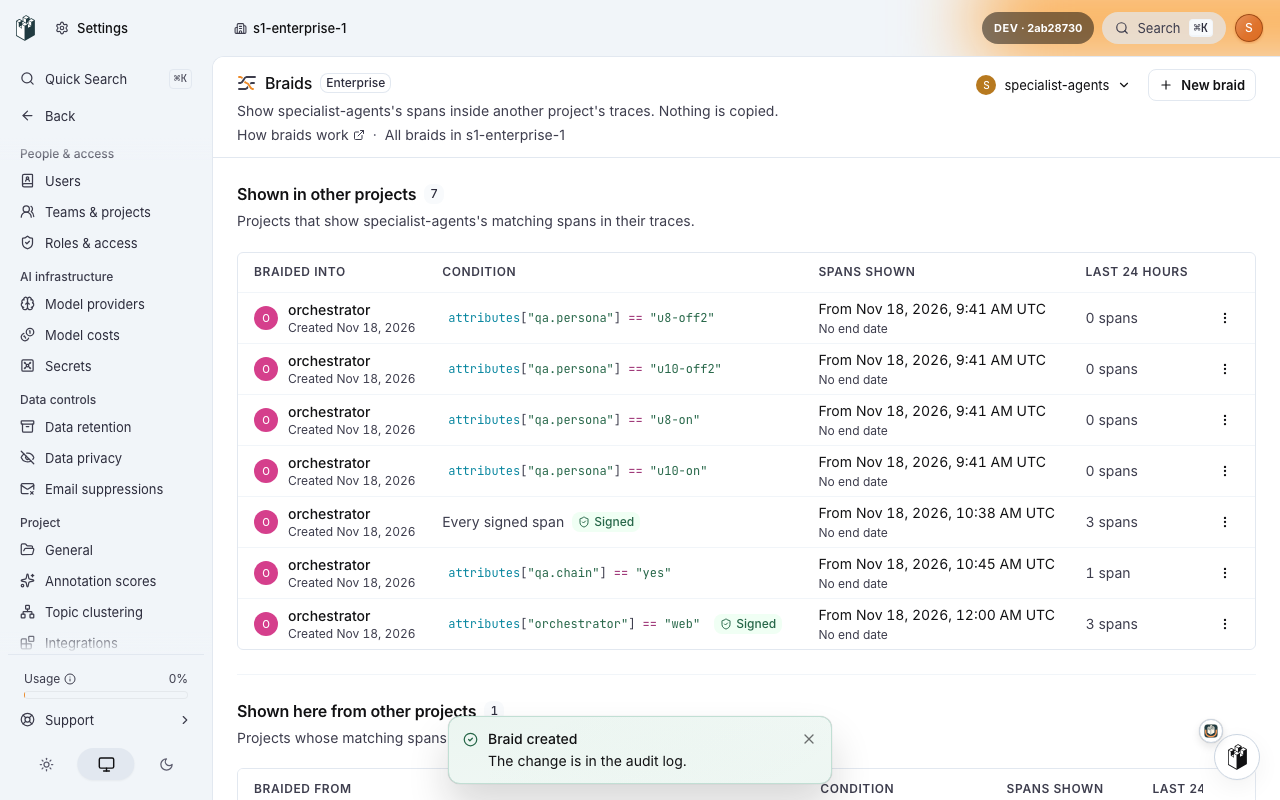 Settings
s1-enterprise-1
DEV · 2ab28730
Search ⌘K
S
Quick Search ⌘K
Back
People & access
Users
Teams & projects
Roles & access
AI infrastructure
Model providers
Model costs
Secrets
Data controls
Data retention
Data privacy
Email suppressions
Project
General
Annotation scores
Topic clustering
Integrations
Usage 0%
Support
Braids Enterprise
S specialist-agents
New braid
Show specialist-agents's spans inside another project's traces. Nothing is copied.
How braids work · All braids in s1-enterprise-1
Shown in other projects 7
Projects that show specialist-agents's matching spans in their traces.
BRAIDED INTO CONDITION SPANS SHOWN LAST 24 HOURS
O orchestrator attributes["qa.persona"] == "u8-off2" From Nov 18, 2026, 9:41 AM UTC 0 spans
Created Nov 18, 2026 No end date
O orchestrator attributes["qa.persona"] == "u10-off2" From Nov 18, 2026, 9:41 AM UTC 0 spans
Created Nov 18, 2026 No end date
O orchestrator attributes["qa.persona"] == "u8-on" From Nov 18, 2026, 9:41 AM UTC 0 spans
Created Nov 18, 2026 No end date
O orchestrator attributes["qa.persona"] == "u10-on" From Nov 18, 2026, 9:41 AM UTC 0 spans
Created Nov 18, 2026 No end date
O orchestrator Every signed span Signed From Nov 18, 2026, 10:38 AM UTC 3 spans
Created Nov 18, 2026 No end date
O orchestrator attributes["qa.chain"] == "yes" From Nov 18, 2026, 10:45 AM UTC 1 span
Created Nov 18, 2026 No end date
O orchestrator attributes["orchestrator"] == "web" Signed From Nov 18, 2026, 12:00 AM UTC 3 spans
Created Nov 18, 2026 No end date
Shown here from other projects 1
Projects whose matching spans
Braid created
The change is in the audit log.
BRAIDED FROM CONDITION SPANS SHOWN LAST 24